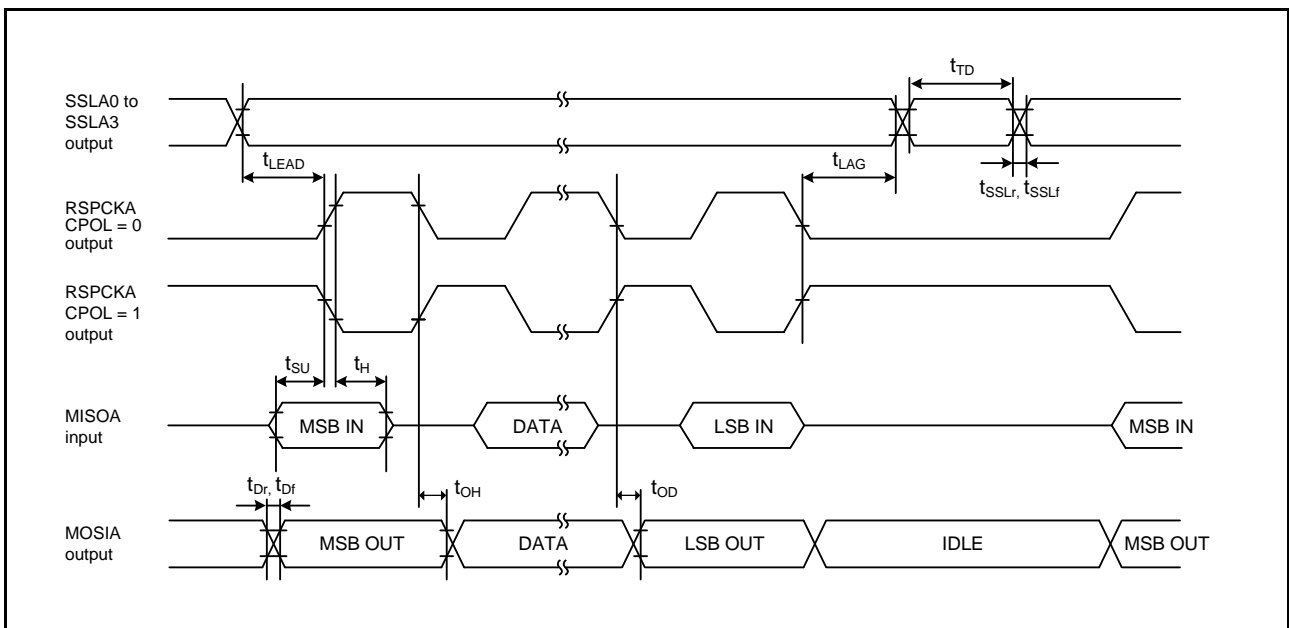 SSLA0 to
SSLA3
output
tTD
tLEAD
tLAG
tSSLr, tSSLf
RSPCKA
CPOL = 0
output
RSPCKA
CPOL = 1
output
tSU
tH
MISOA
input
MSB IN
DATA
LSB IN
MSB IN
tDr, tDf
tOH
tOD
MOSIA
output
MSB OUT
DATA
LSB OUT
IDLE
MSB OUT